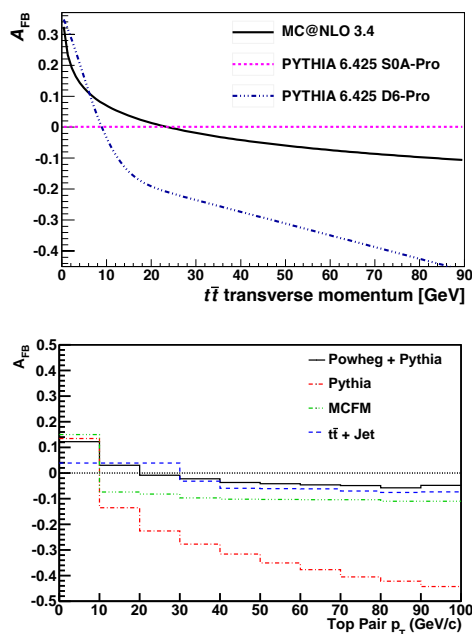 A_FB
0.3
0.2
0.1
0
-0.1
-0.2
-0.3
-0.4
MC@NLO 3.4
PYTHIA 6.425 S0A-Pro
PYTHIA 6.425 D6-Pro
0 10 20 30 40 50 60 70 80 90
tt̄ transverse momentum [GeV]
A_FB
0.5
0.4
0.3
0.2
0.1
0
-0.1
-0.2
-0.3
-0.4
-0.5
Powheg + Pythia
Pythia
MCFM
tt̄ + Jet
0 10 20 30 40 50 60 70 80 90 100
Top Pair p_T (GeV/c)